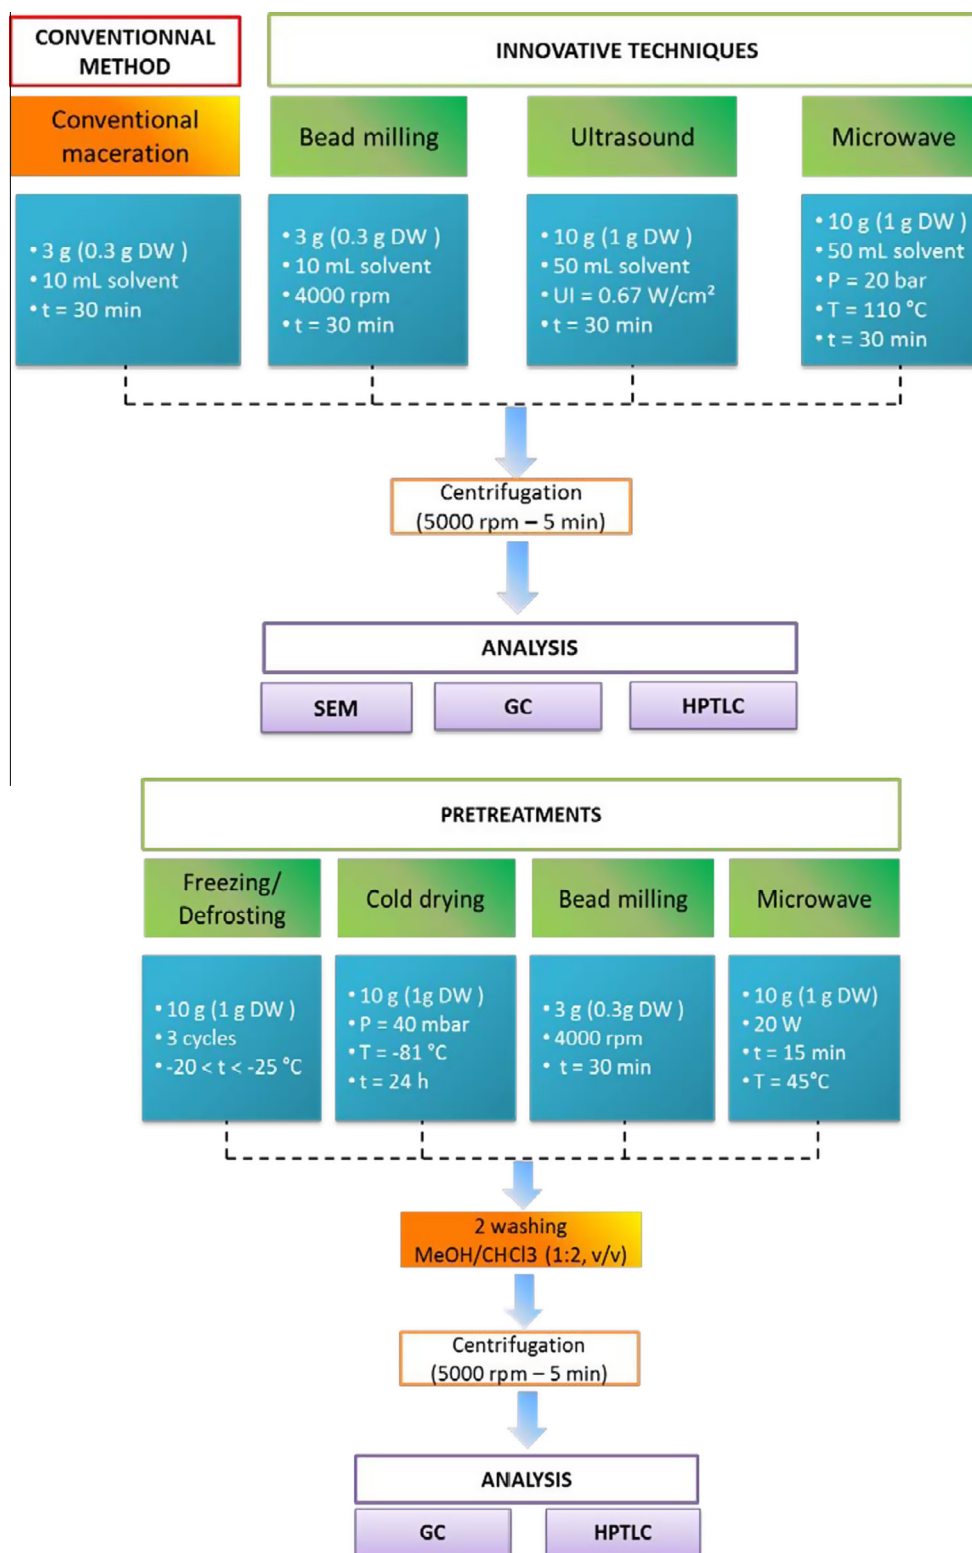 CONVENTIONNAL
METHOD
INNOVATIVE TECHNIQUES
Conventional
maceration
Bead milling
Ultrasound
Microwave
• 3 g (0.3 g DW )
• 10 mL solvent
• t = 30 min
• 3 g (0.3 g DW )
• 10 mL solvent
• 4000 rpm
• t = 30 min
• 10 g (1 g DW )
• 50 mL solvent
• UI = 0.67 W/cm²
• t = 30 min
• 10 g (1 g DW )
• 50 mL solvent
• P = 20 bar
• T = 110 °C
• t = 30 min
Centrifugation
(5000 rpm – 5 min)
ANALYSIS
SEM
GC
HPTLC
PRETREATMENTS
Freezing/
Defrosting
Cold drying
Bead milling
Microwave
• 10 g (1 g DW )
• 3 cycles
• -20 < t < -25 °C
• 10 g (1g DW )
• P = 40 mbar
• T = -81 °C
• t = 24 h
• 3 g (0.3g DW )
• 4000 rpm
• t = 30 min
• 10 g (1 g DW)
• 20 W
• t = 15 min
• T = 45°C
2 washing
MeOH/CHCl3 (1:2, v/v)
Centrifugation
(5000 rpm – 5 min)
ANALYSIS
GC
HPTLC